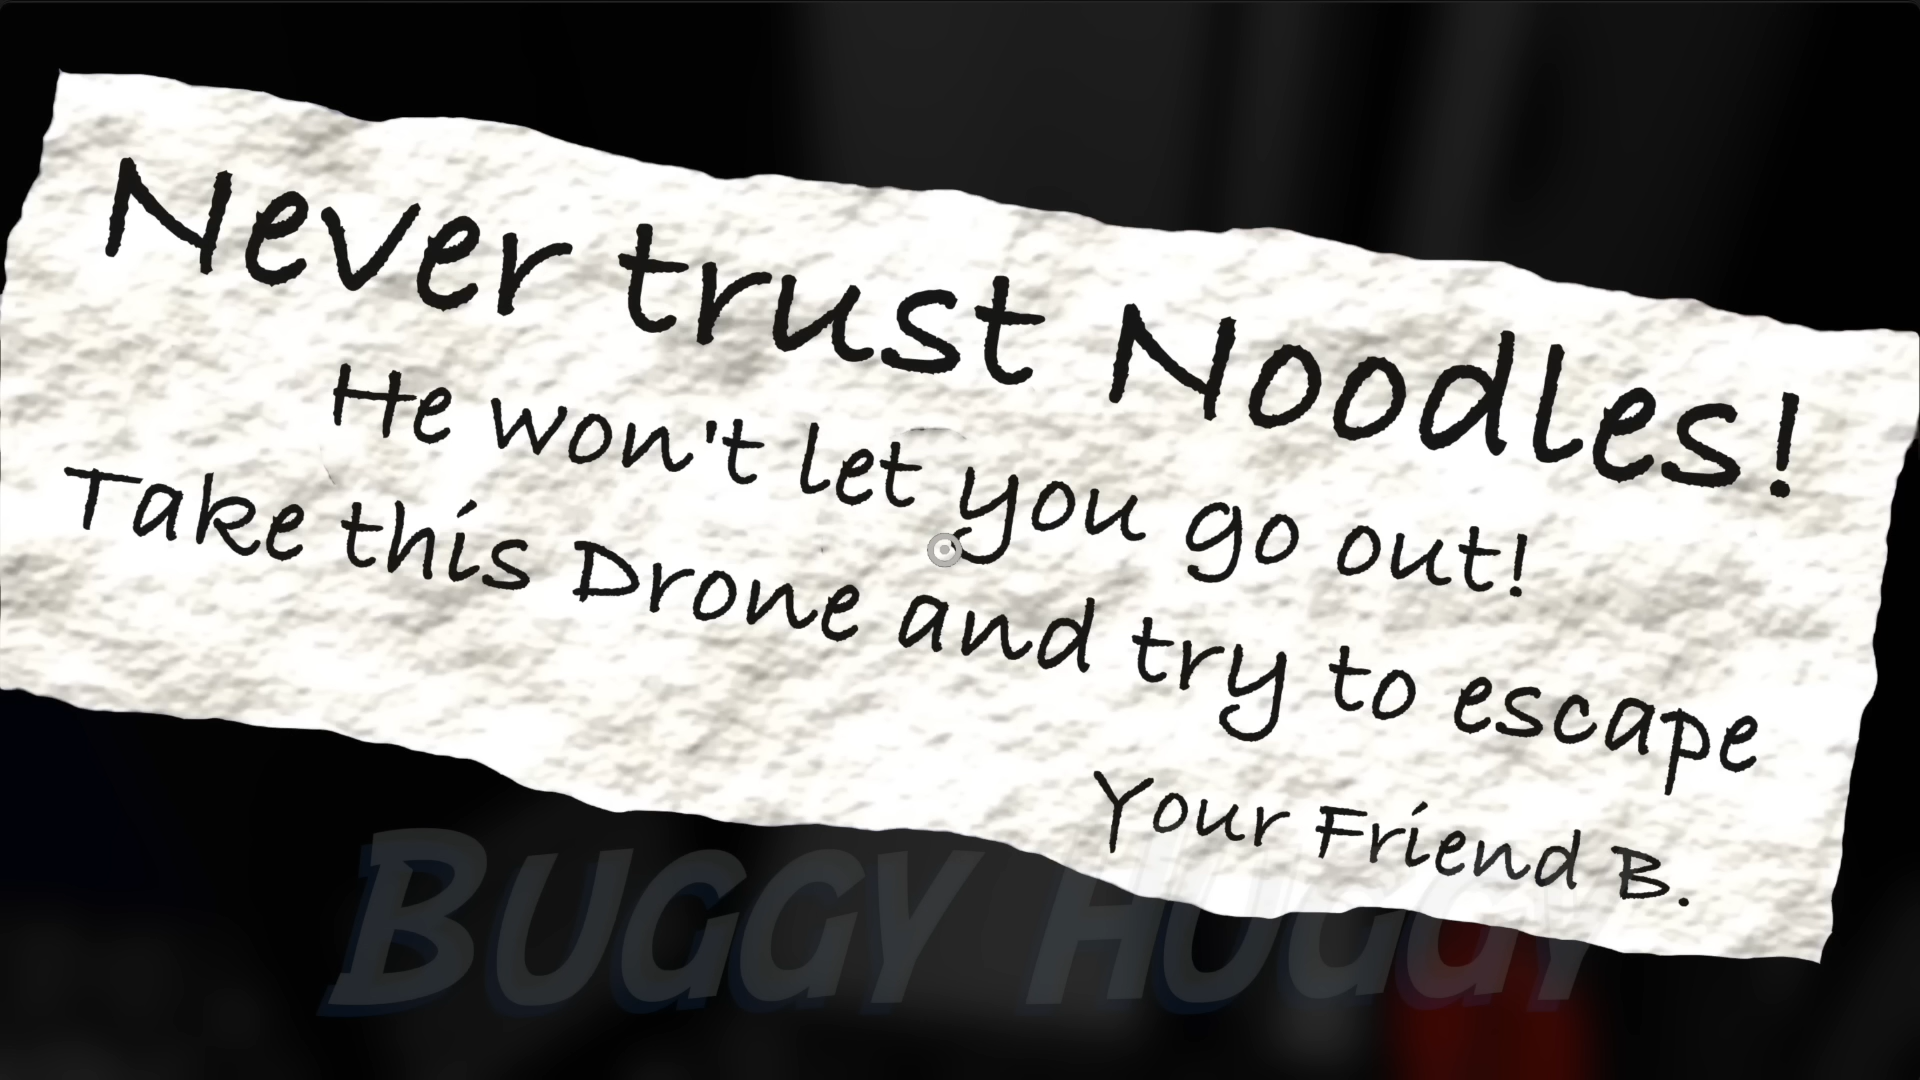 Never trust Noodles!
He won't let you go out!
Take this Drone and try to escape
Your Friend B.
BUGGY HUGGY